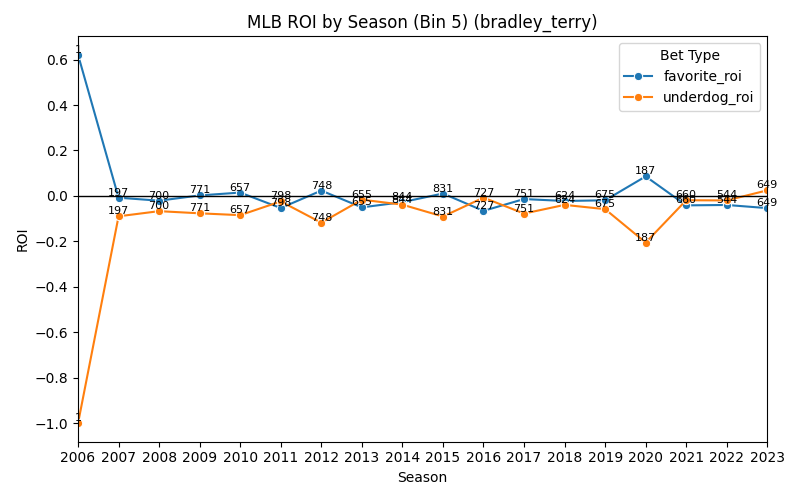 MLB ROI by Season (Bin 5) (bradley_terry)
Bet Type
favorite_roi
underdog_roi
ROI
0.6
0.4
0.2
0.0
−0.2
−0.4
−0.6
−0.8
−1.0
197 700 771 657 798 748 655 844 831 727 751 624 675 187 660 544 649
197 700 771 657 798 748 655 844 831 727 751 624 675 187 660 544 649
2006 2007 2008 2009 2010 2011 2012 2013 2014 2015 2016 2017 2018 2019 2020 2021 2022 2023
Season